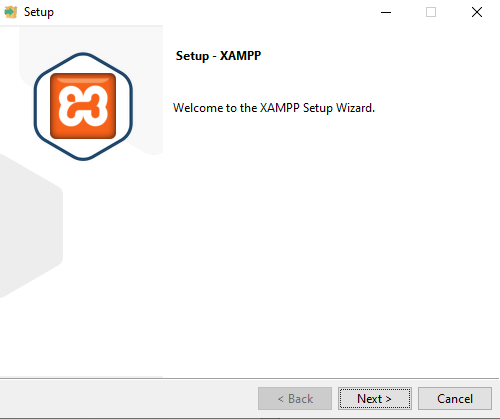 Setup
Setup - XAMPP
Welcome to the XAMPP Setup Wizard.
< Back
Next >
Cancel